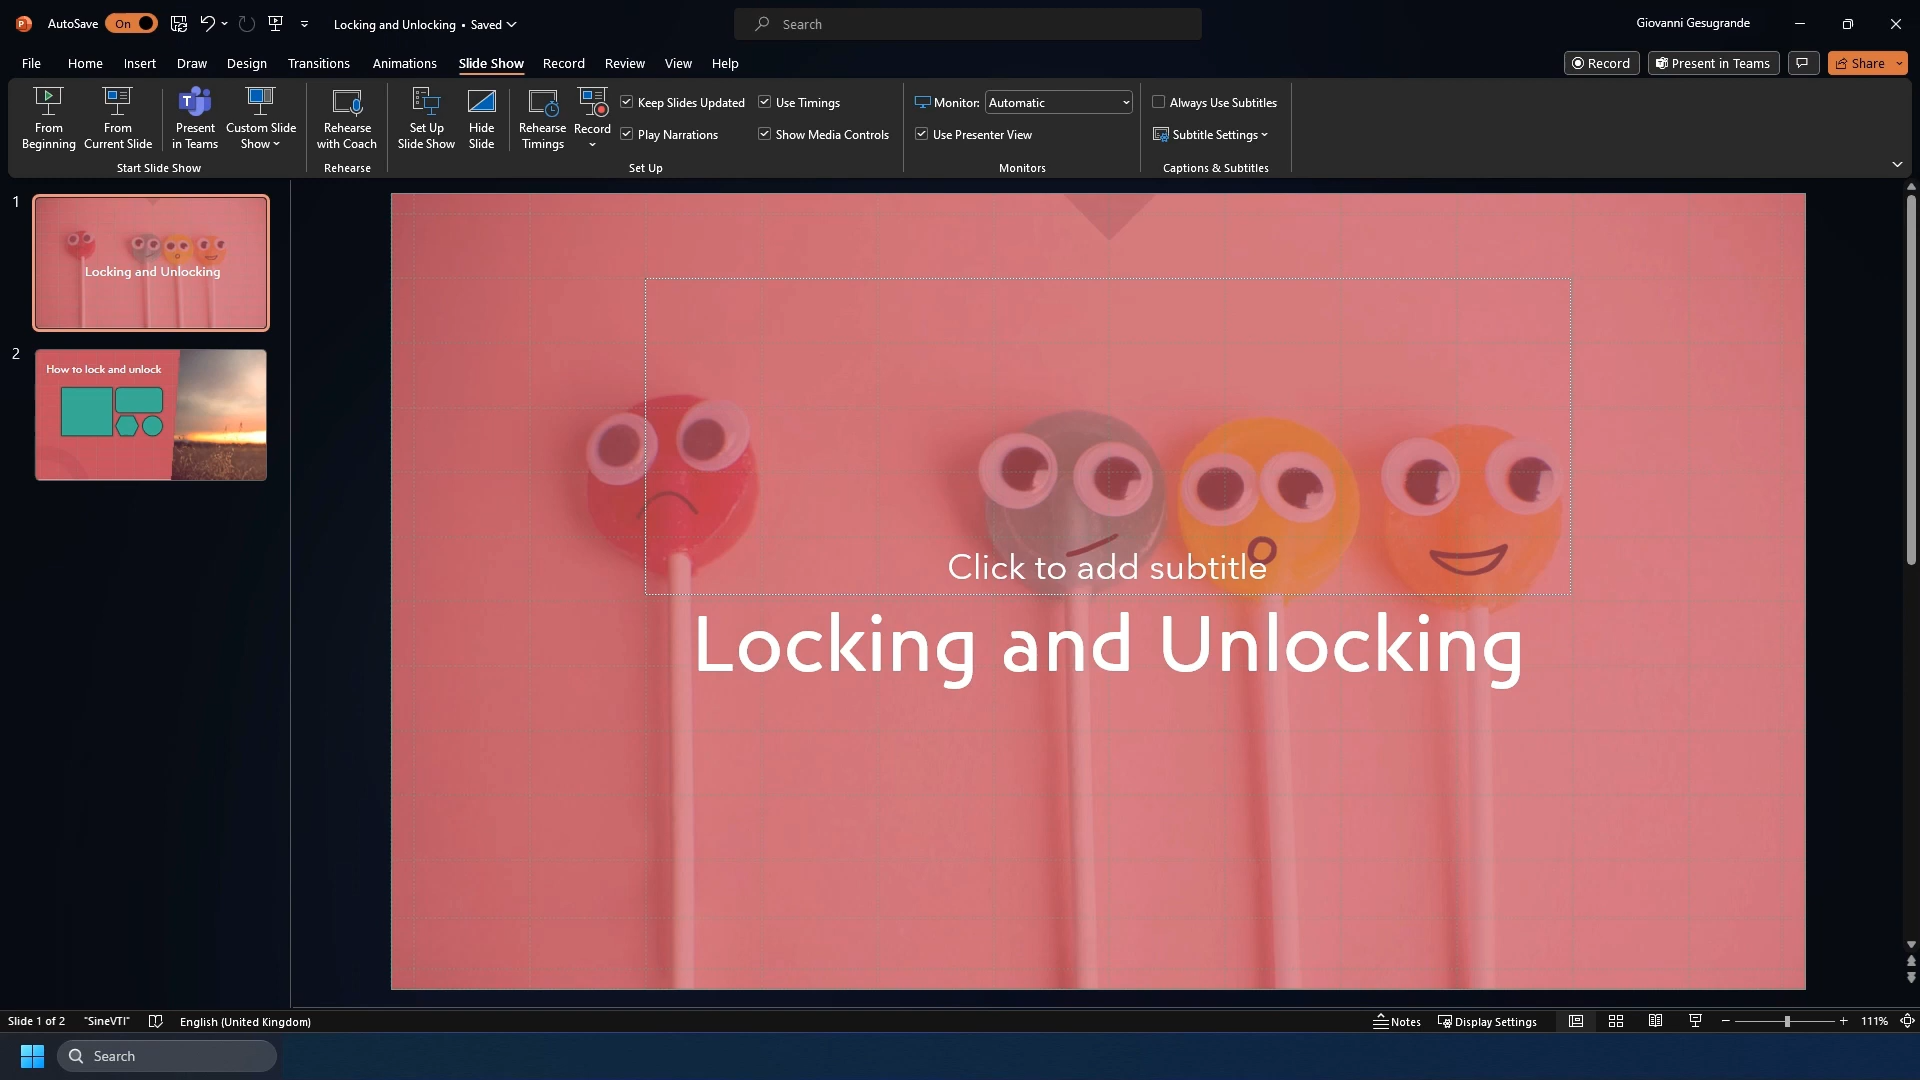 AutoSave On Locking and Unlocking • Saved Search Giovanni Gesugrande
File Home Insert Draw Design Transitions Animations Slide Show Record Review View Help Record Present in Teams Share
From Beginning
From Current Slide
Present in Teams
Custom Slide Show
Start Slide Show
Rehearse with Coach
Rehearse
Set Up Slide Show
Hide Slide
Rehearse Timings
Record
Keep Slides Updated
Play Narrations
Use Timings
Show Media Controls
Set Up
Monitor: Automatic
Use Presenter View
Monitors
Always Use Subtitles
Subtitle Settings
Captions & Subtitles
1
Locking and Unlocking
2
How to lock and unlock
Click to add subtitle
Locking and Unlocking
Slide 1 of 2 "SineVTI" English (United Kingdom) Notes Display Settings 111%
Search